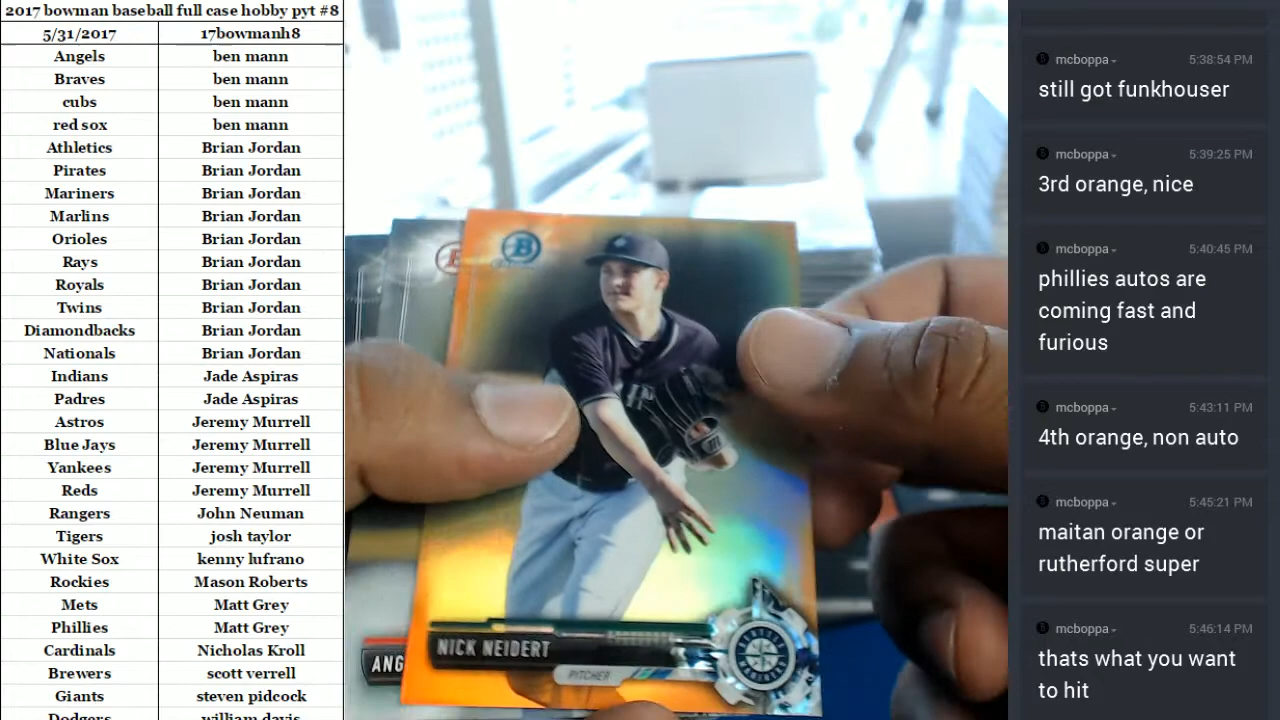 2017 bowman baseball full case hobby pyt #8
5/31/2017 17bowmanh8
Angels ben mann
Braves ben mann
cubs ben mann
red sox ben mann
Athletics Brian Jordan
Pirates Brian Jordan
Mariners Brian Jordan
Marlins Brian Jordan
Orioles Brian Jordan
Rays Brian Jordan
Royals Brian Jordan
Twins Brian Jordan
Diamondbacks Brian Jordan
Nationals Brian Jordan
Indians Jade Aspiras
Padres Jade Aspiras
Astros Jeremy Murrell
Blue Jays Jeremy Murrell
Yankees Jeremy Murrell
Reds Jeremy Murrell
Rangers John Neuman
Tigers josh taylor
White Sox kenny lufrano
Rockies Mason Roberts
Mets Matt Grey
Phillies Matt Grey
Cardinals Nicholas Kroll
Brewers scott verrell
Giants steven pidcock
Dodgers william davis
B
B
ANG
NICK NEIDERT
PITCHER
SEATTLE
MARINERS
mcboppa 5:38:54 PM
still got funkhouser
mcboppa 5:39:25 PM
3rd orange, nice
mcboppa 5:40:45 PM
phillies autos are
coming fast and
furious
mcboppa 5:43:11 PM
4th orange, non auto
mcboppa 5:45:21 PM
maitan orange or
rutherford super
mcboppa 5:46:14 PM
thats what you want
to hit